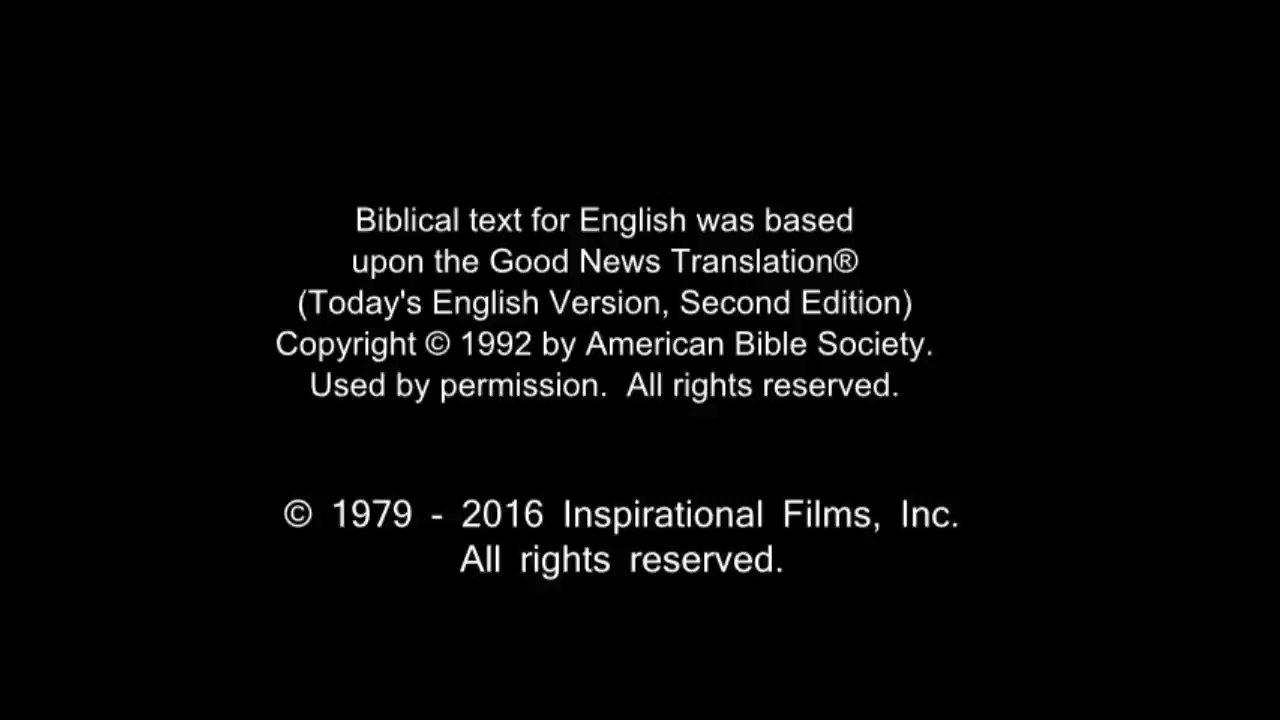 Biblical text for English was based
upon the Good News Translation®
(Today's English Version, Second Edition)
Copyright © 1992 by American Bible Society.
Used by permission.  All rights reserved.
© 1979 - 2016 Inspirational Films, Inc.
All rights reserved.